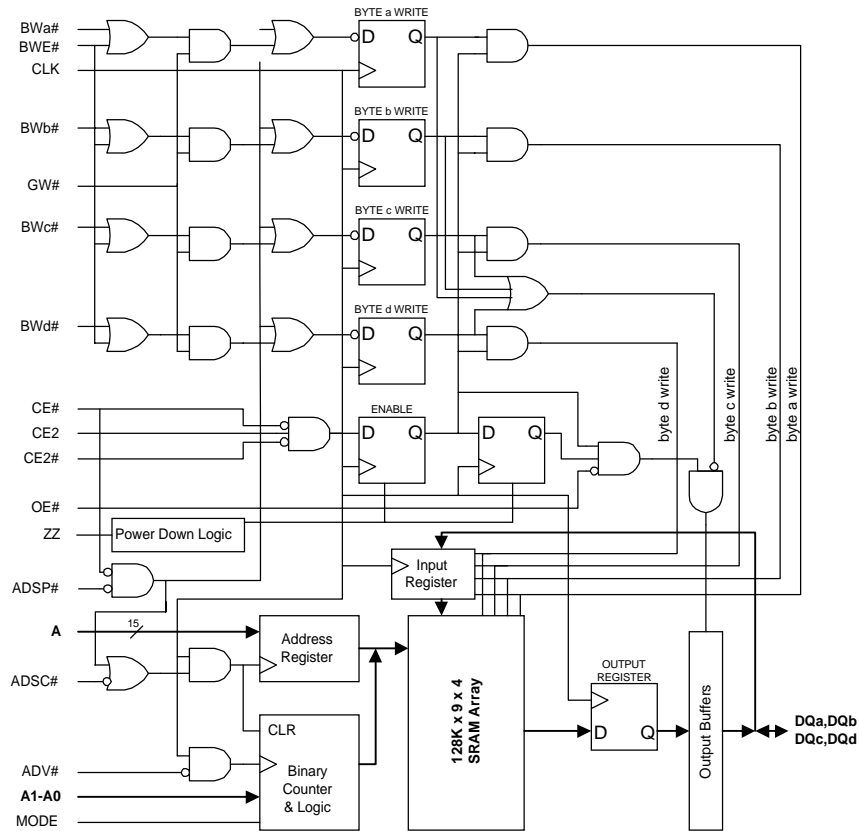 BYTE a WRITE
BWa#
BWE#
D Q
CLK
BYTE b WRITE
BWb#
D Q
GW#
BYTE c WRITE
BWc#
D Q
BYTE d WRITE
BWd#
D Q
byte d write
byte c write
byte b write
byte a write
CE#
ENABLE
CE2
D Q
D Q
CE2#
OE#
ZZ
Power Down Logic
Input
Register
ADSP#
A
15
Address
Register
ADSC#
OUTPUT
REGISTER
128K x 9 x 4
SRAM Array
Output Buffers
CLR
D Q
DQa,DQb
DQc,DQd
ADV#
Binary
Counter
& Logic
A1-A0
MODE